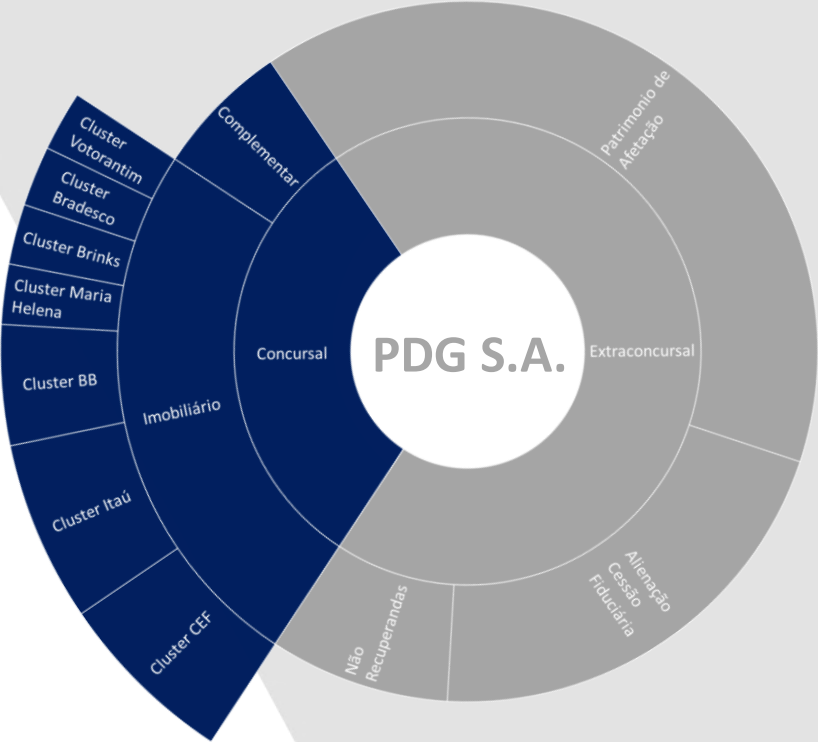 PDG S.A.
Concursal
Extraconcursal
Complementar
Imobiliário
Cluster
Votorantim
Cluster
Bradesco
Cluster Brinks
Cluster Maria
Helena
Cluster BB
Cluster Itaú
Cluster CEF
Patrimonio de
Afetação
Alienação
Cessão
Fiduciária
Não
Recuperandas